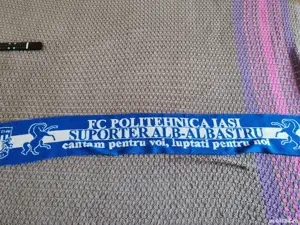 FC POLITEHNICA IASI
SUPORTER ALB-ALBASTRU
cantam pentru voi, luptati pentru noi